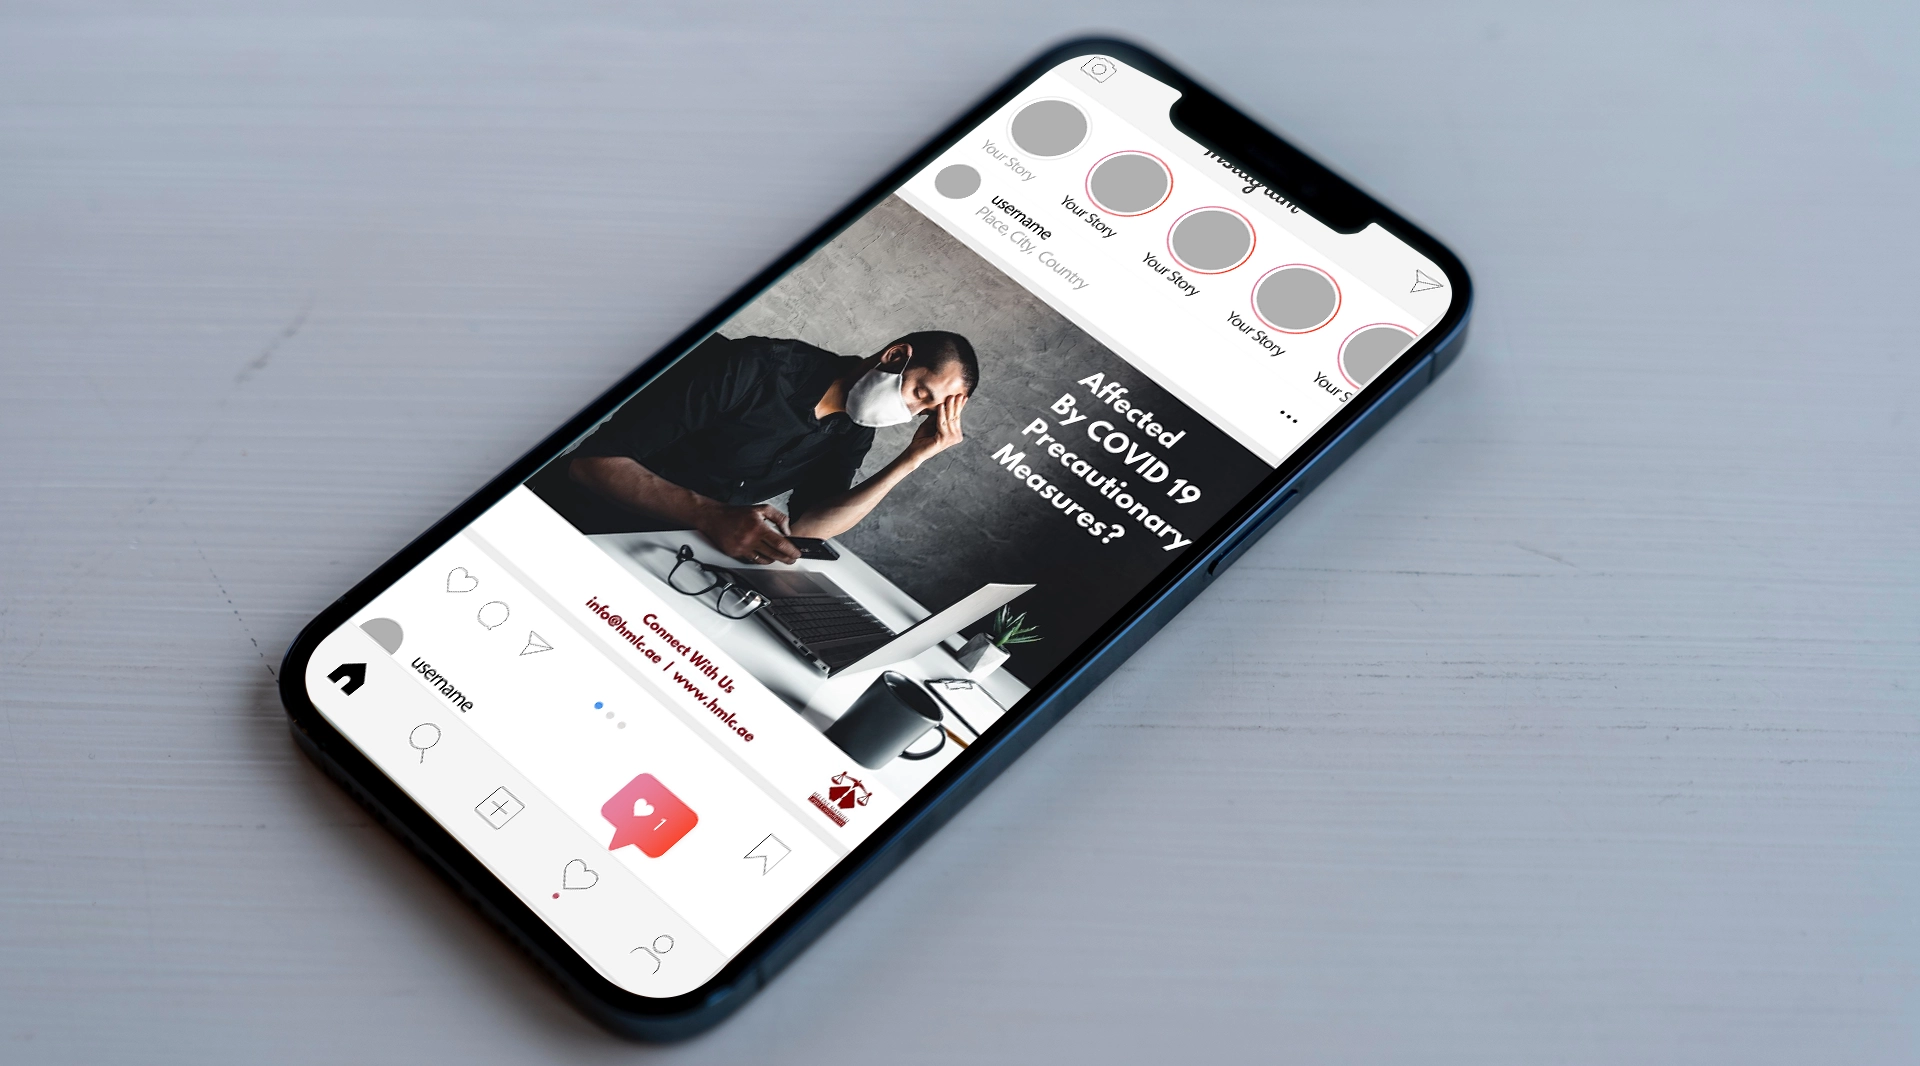 Instagram
Your Story
Your Story
Your Story
Your Story
Your S
username
Place, City, Country
...
Affected
By COVID 19
Precautionary
Measures?
Connect With Us
info@hmlc.ae | www.hmlc.ae
1
username